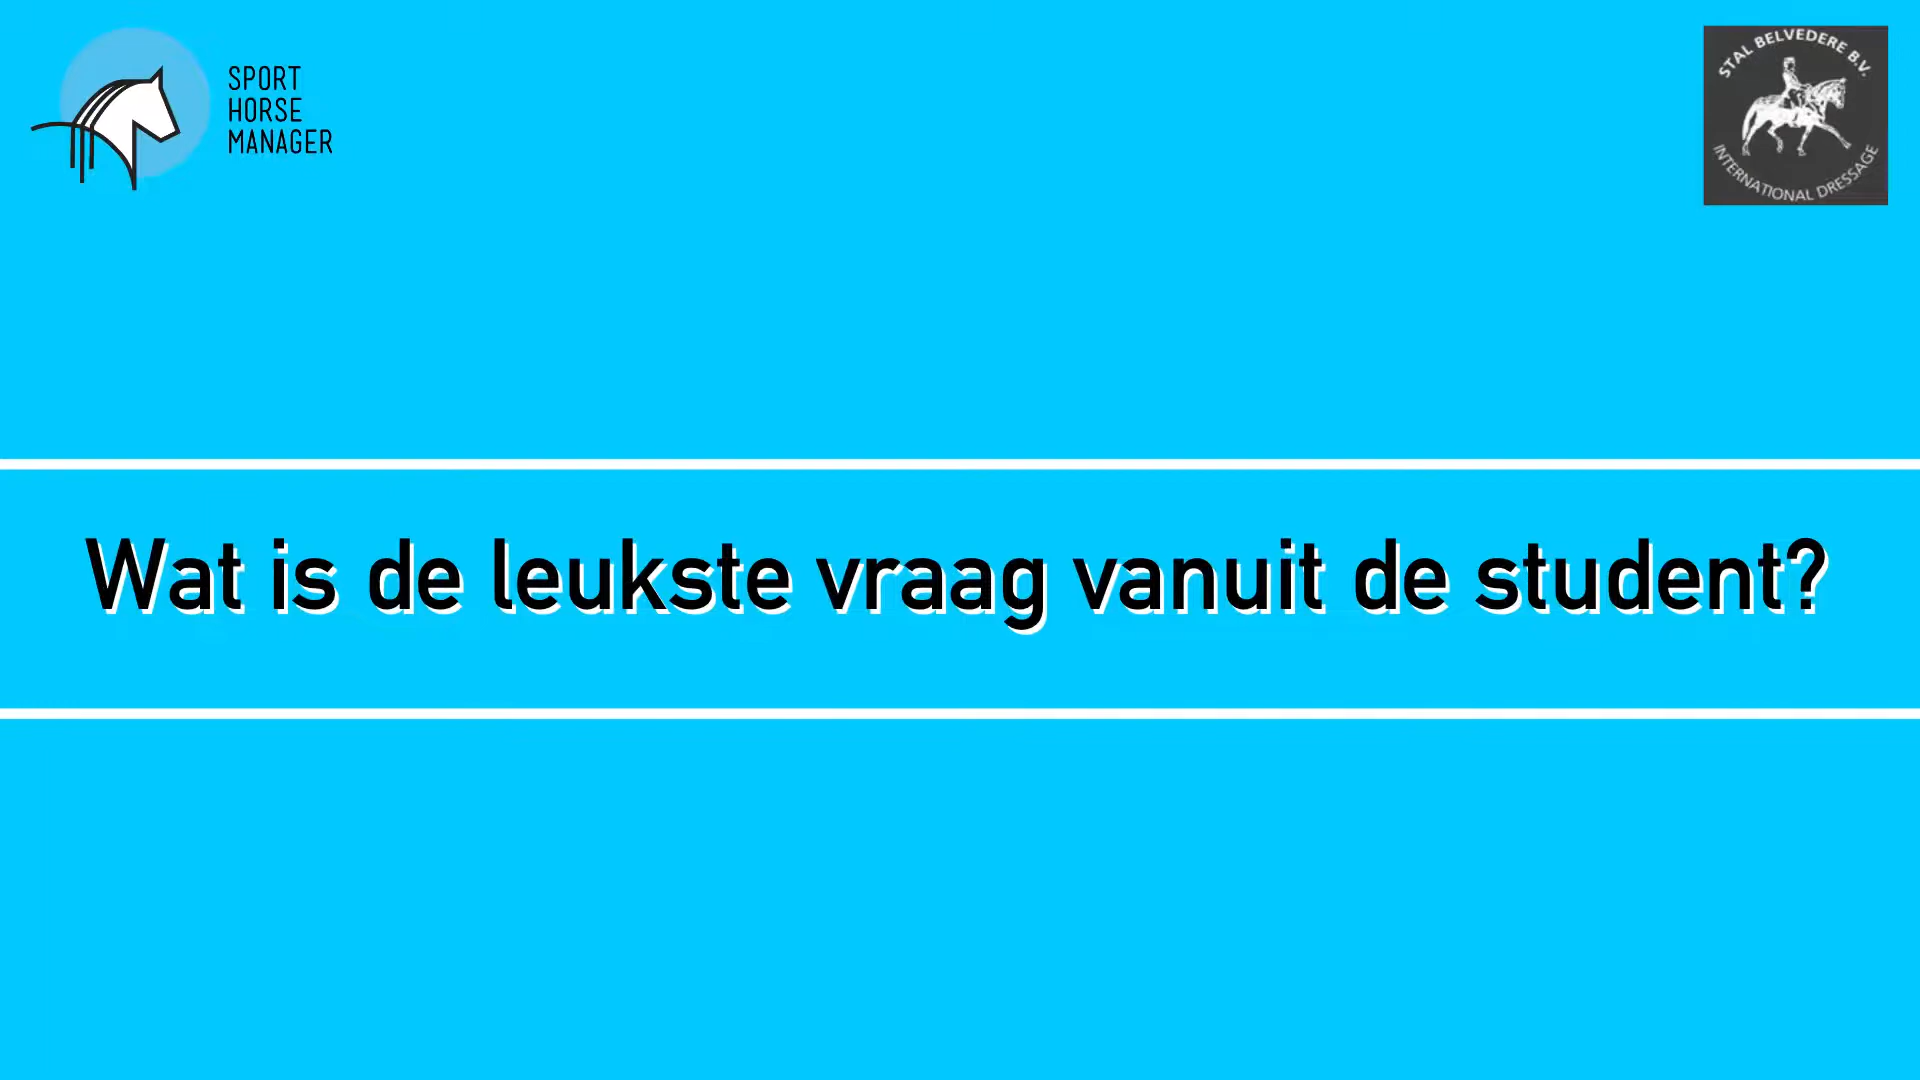 SPORT
HORSE
MANAGER
STAL BELVEDERE B.V.
INTERNATIONAL DRESSAGE
Wat is de leukste vraag vanuit de student?